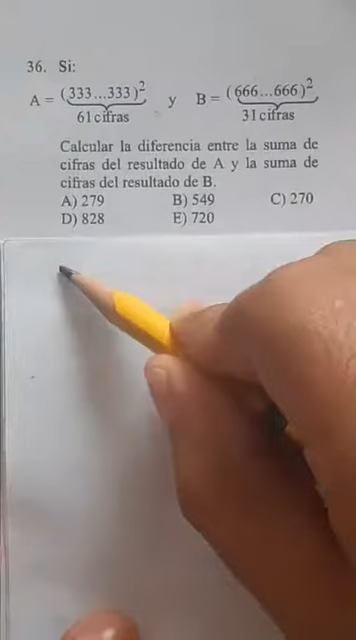 36. Si:
A = (333...333)² y B = (666...666)²
61 cifras 31 cifras
Calcular la diferencia entre la suma de
cifras del resultado de A y la suma de
cifras del resultado de B.
A) 279 B) 549 C) 270
D) 828 E) 720